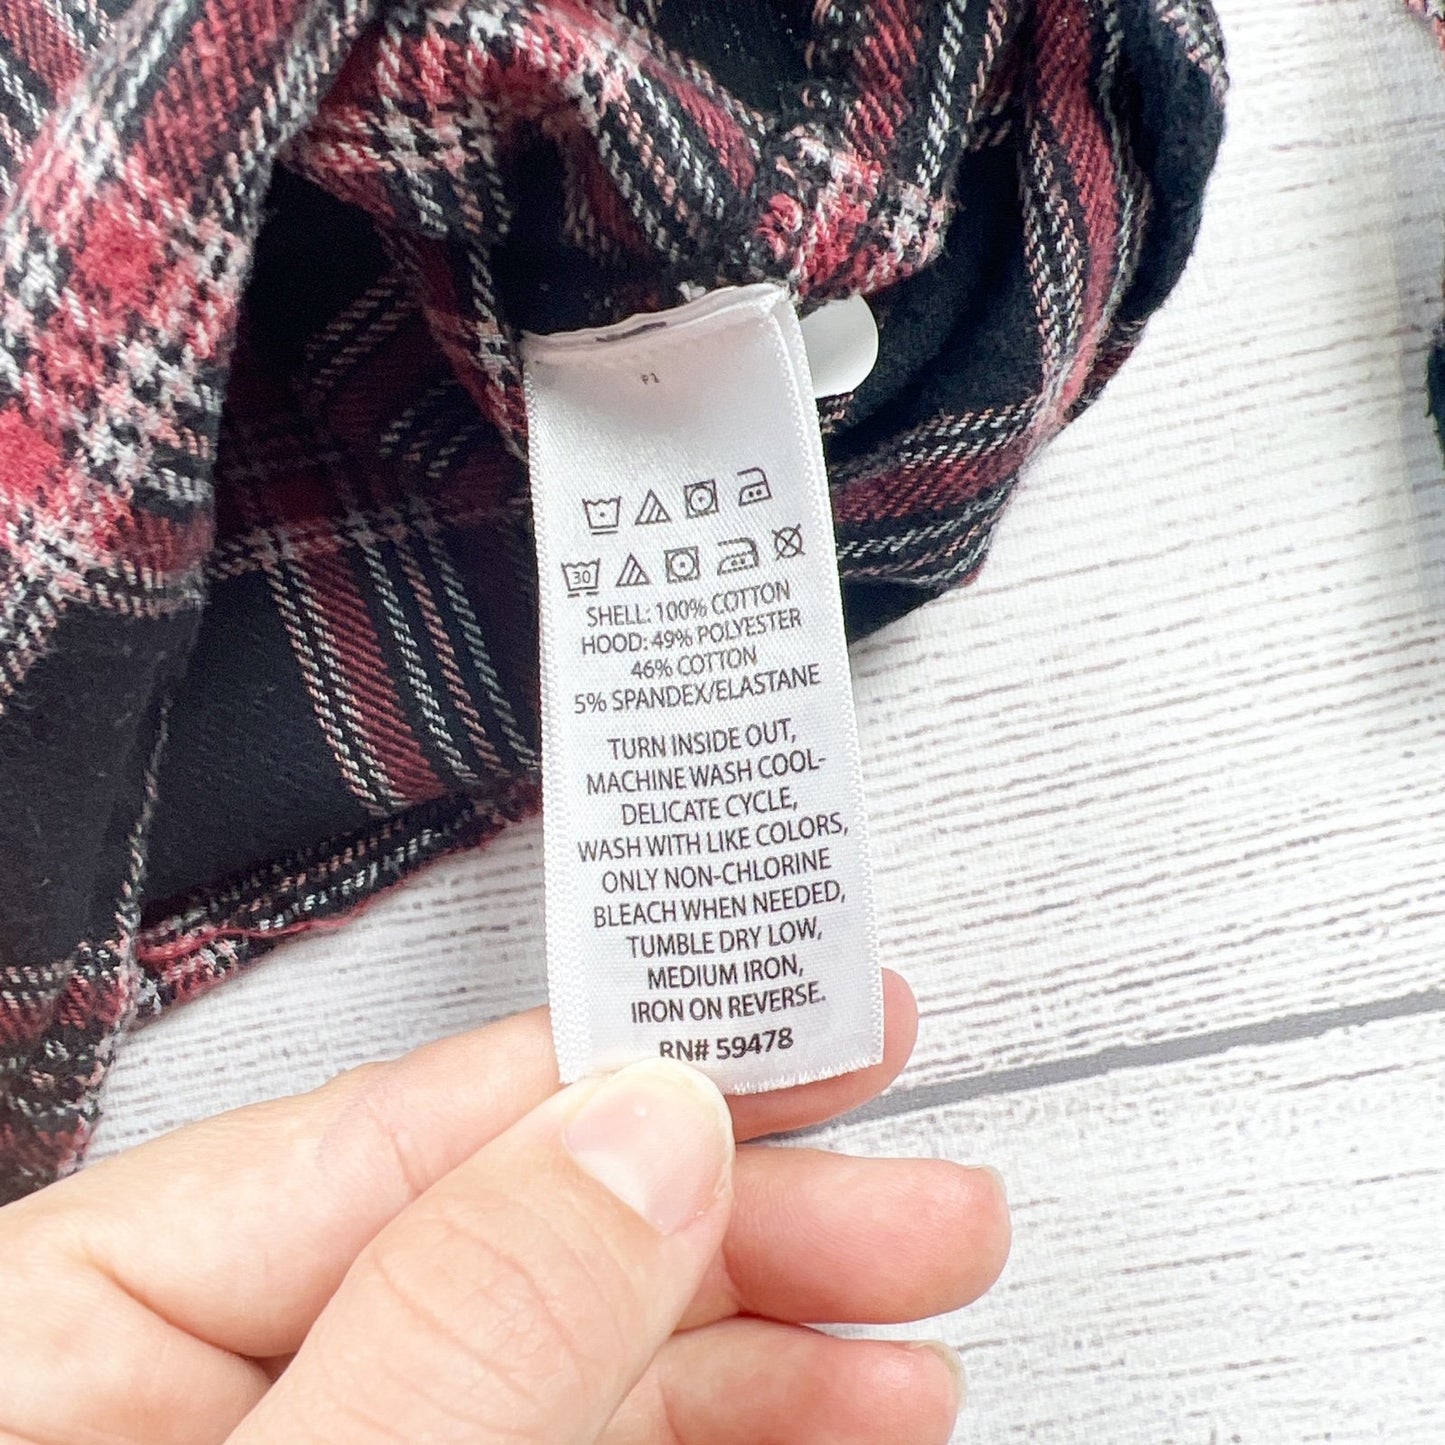 F1
30
SHELL: 100% COTTON
HOOD: 49% POLYESTER
46% COTTON
5% SPANDEX/ELASTANE
TURN INSIDE OUT,
MACHINE WASH COOL-
DELICATE CYCLE,
WASH WITH LIKE COLORS,
ONLY NON-CHLORINE
BLEACH WHEN NEEDED,
TUMBLE DRY LOW,
MEDIUM IRON,
IRON ON REVERSE.
RN# 59478